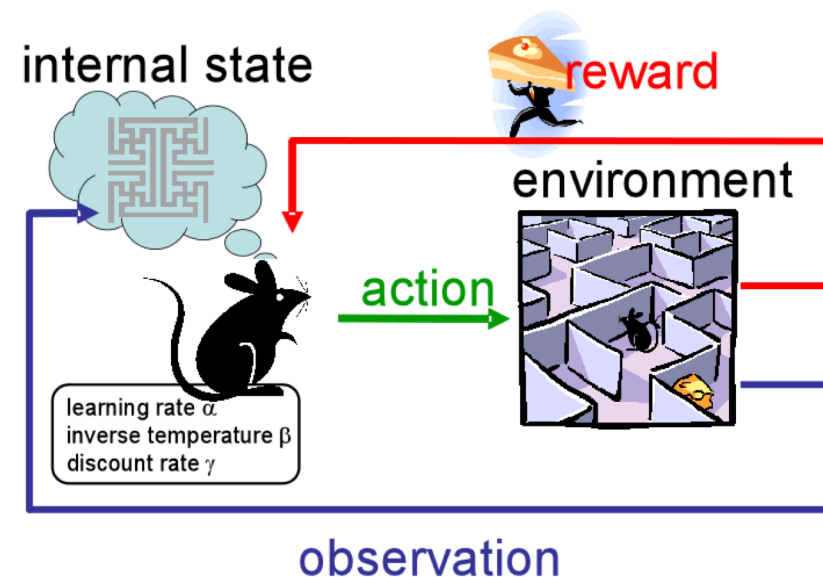 internal state
reward
environment
action
learning rate α
inverse temperature β
discount rate γ
observation